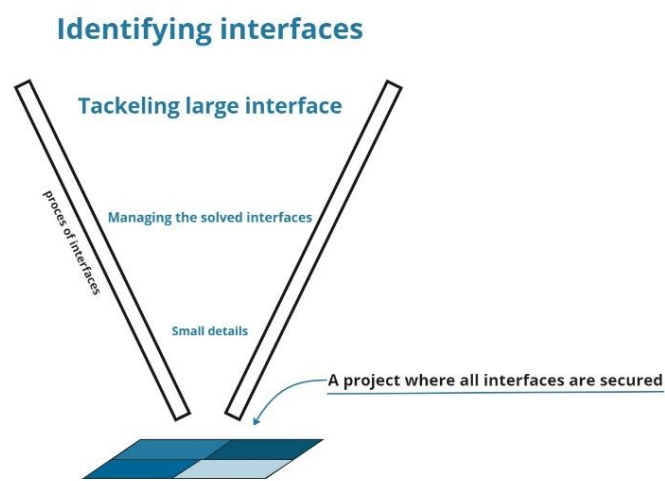 Identifying interfaces
Tackeling large interface
proces of interfaces
Managing the solved interfaces
Small details
A project where all interfaces are secured